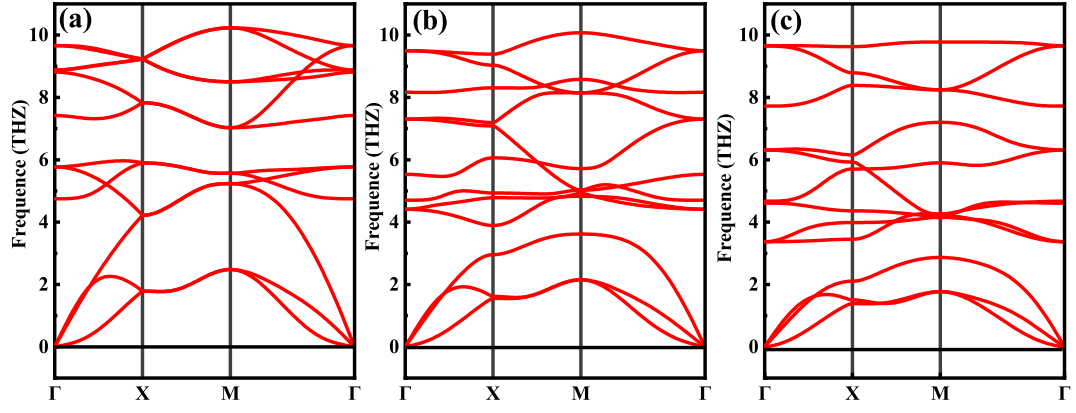 (a) (b) (c)
Frequence (THZ) Frequence (THZ) Frequence (THZ)
10 10 10
8 8 8
6 6 6
4 4 4
2 2 2
0 0 0
Γ X M Γ Γ X M Γ Γ X M Γ